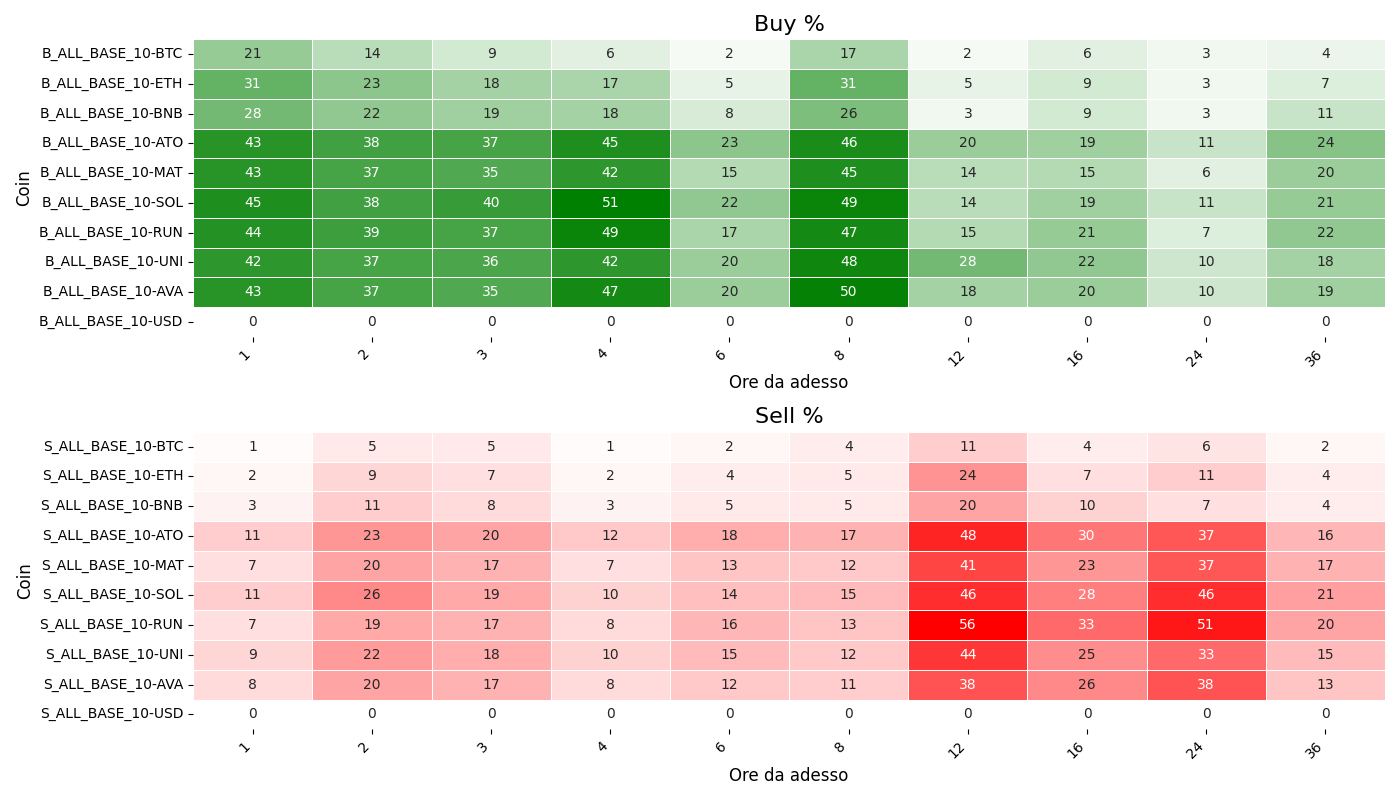 Buy %
Coin
B_ALL_BASE_10-BTC 21 14 9 6 2 17 2 6 3 4
B_ALL_BASE_10-ETH 31 23 18 17 5 31 5 9 3 7
B_ALL_BASE_10-BNB 28 22 19 18 8 26 3 9 3 11
B_ALL_BASE_10-ATO 43 38 37 45 23 46 20 19 11 24
B_ALL_BASE_10-MAT 43 37 35 42 15 45 14 15 6 20
B_ALL_BASE_10-SOL 45 38 40 51 22 49 14 19 11 21
B_ALL_BASE_10-RUN 44 39 37 49 17 47 15 21 7 22
B_ALL_BASE_10-UNI 42 37 36 42 20 48 28 22 10 18
B_ALL_BASE_10-AVA 43 37 35 47 20 50 18 20 10 19
B_ALL_BASE_10-USD 0 0 0 0 0 0 0 0 0 0
1 2 3 4 6 8 12 16 24 36
Ore da adesso
Sell %
Coin
S_ALL_BASE_10-BTC 1 5 5 1 2 4 11 4 6 2
S_ALL_BASE_10-ETH 2 9 7 2 4 5 24 7 11 4
S_ALL_BASE_10-BNB 3 11 8 3 5 5 20 10 7 4
S_ALL_BASE_10-ATO 11 23 20 12 18 17 48 30 37 16
S_ALL_BASE_10-MAT 7 20 17 7 13 12 41 23 37 17
S_ALL_BASE_10-SOL 11 26 19 10 14 15 46 28 46 21
S_ALL_BASE_10-RUN 7 19 17 8 16 13 56 33 51 20
S_ALL_BASE_10-UNI 9 22 18 10 15 12 44 25 33 15
S_ALL_BASE_10-AVA 8 20 17 8 12 11 38 26 38 13
S_ALL_BASE_10-USD 0 0 0 0 0 0 0 0 0 0
1 2 3 4 6 8 12 16 24 36
Ore da adesso